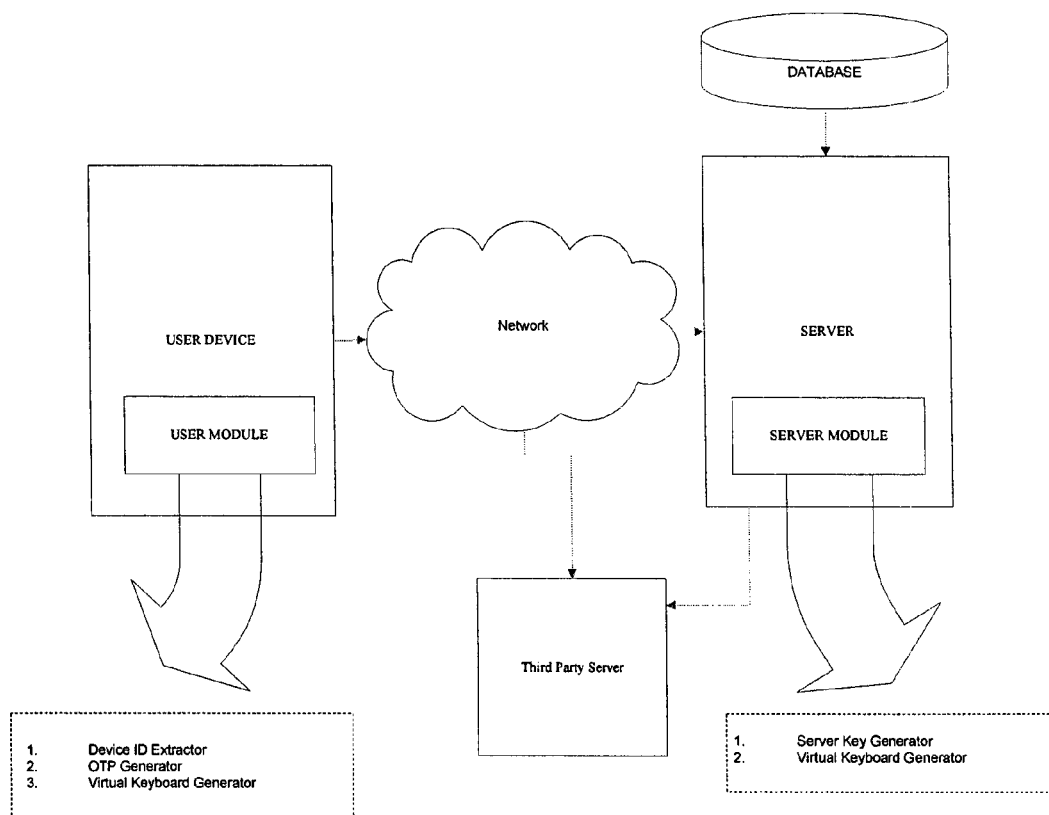 DATABASE
USER DEVICE
Network
SERVER
USER MODULE
SERVER MODULE
Third Party Server
1. Device ID Extractor
2. OTP Generator
3. Virtual Keyboard Generator
1. Server Key Generator
2. Virtual Keyboard Generator